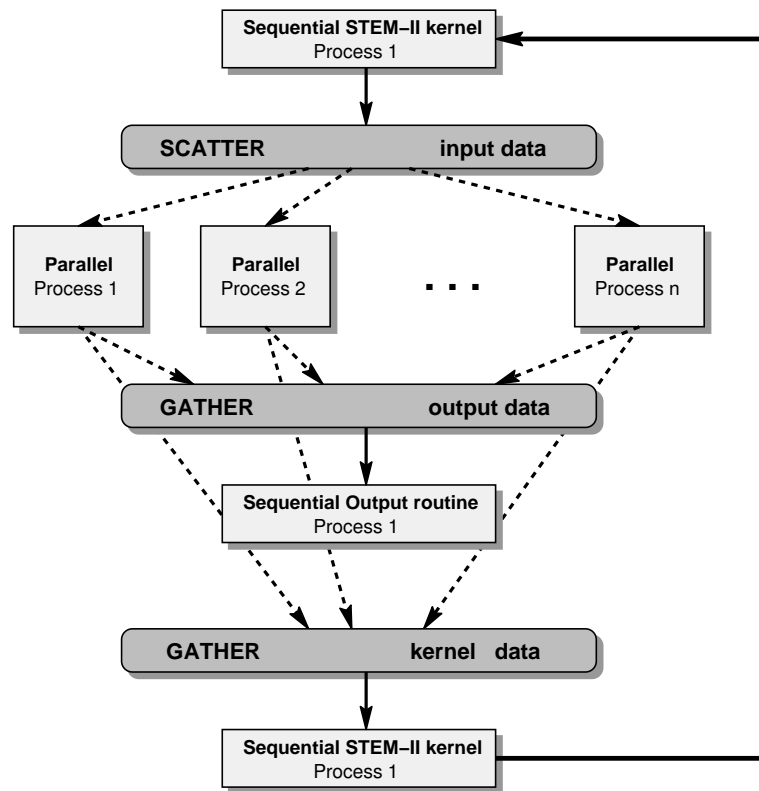 Sequential STEM−II kernel
Process 1
SCATTER input data
Parallel
Process 1
Parallel
Process 2
. . .
Parallel
Process n
GATHER output data
Sequential Output routine
Process 1
GATHER kernel data
Sequential STEM−II kernel
Process 1